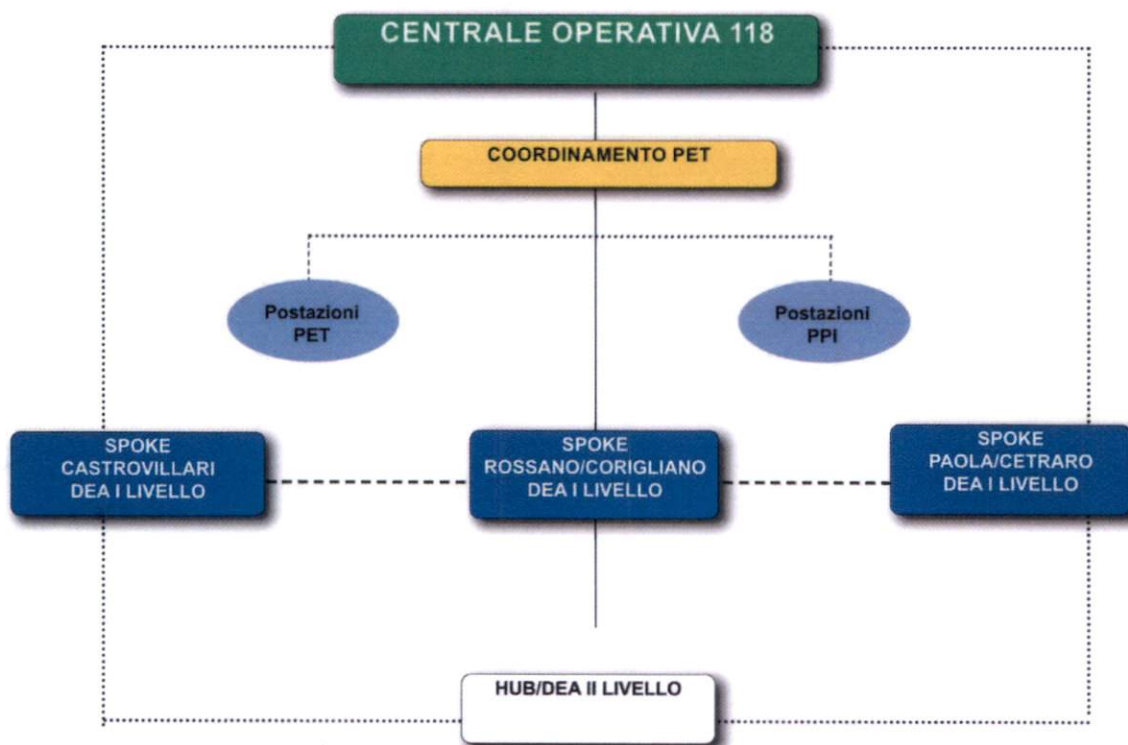 CENTRALE OPERATIVA 118
COORDINAMENTO PET
Postazioni
PET
Postazioni
PPI
SPOKE
CASTROVILLARI
DEA I LIVELLO
SPOKE
ROSSANO/CORIGLIANO
DEA I LIVELLO
SPOKE
PAOLA/CETRARO
DEA I LIVELLO
HUB/DEA II LIVELLO